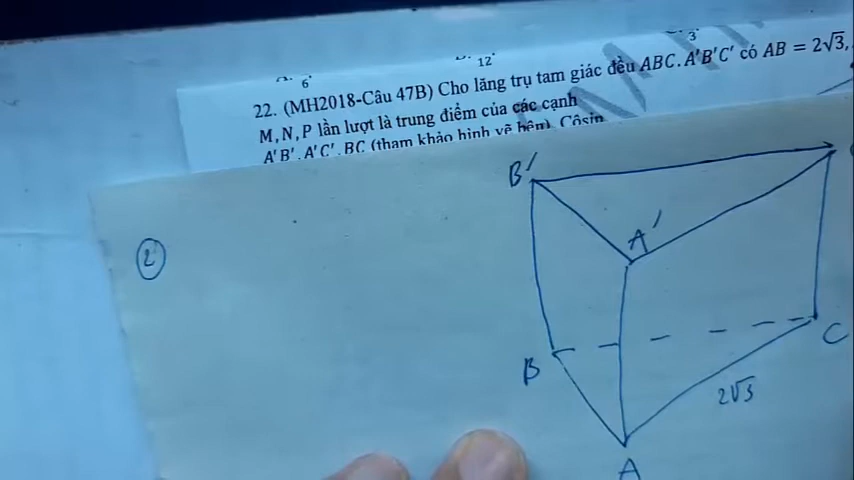 6
12
3
22. (MH2018-Câu 47B) Cho lăng trụ tam giác đều ABC.A'B'C' có AB = 2√3,
M, N, P lần lượt là trung điểm của các cạnh
A'B', A'C', BC (tham khảo hình vẽ bên). Côsin
B'
A'
2
B
C
2√3
A